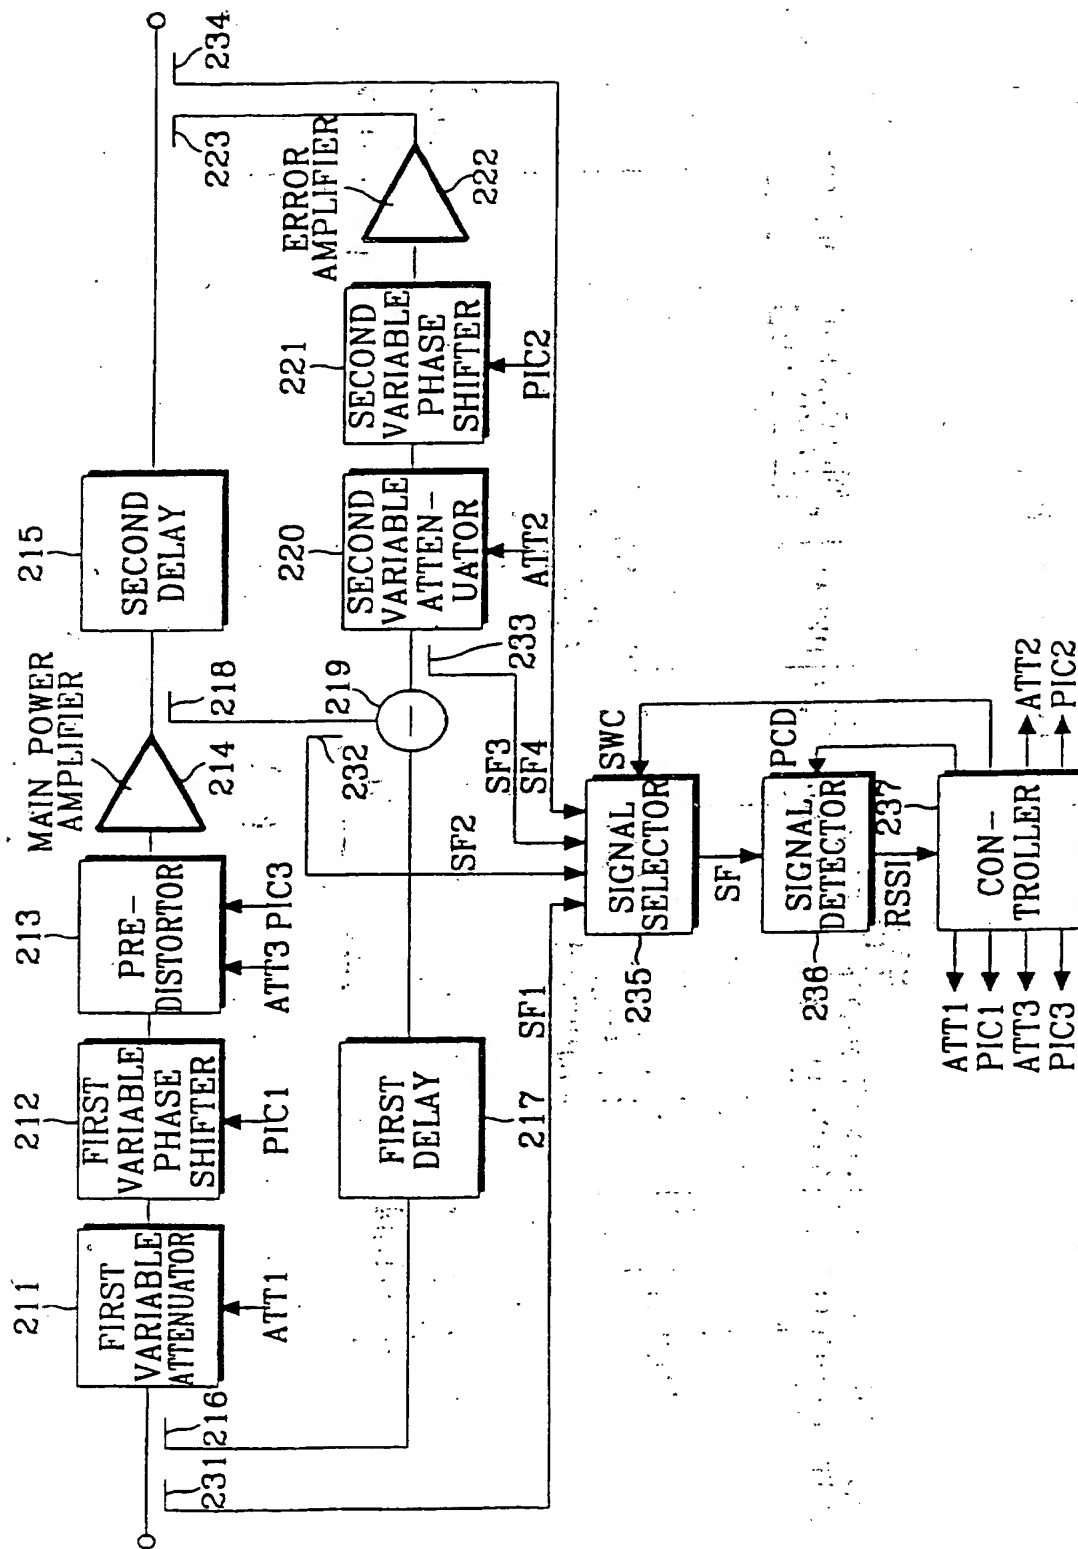 211
FIRST
VARIABLE
ATTENUATOR
ATT1
212
FIRST
VARIABLE
PHASE
SHIFTER
PIC1
213
PRE-
DISTORTOR
ATT3
PIC3
MAIN POWER
AMPLIFIER
214
215
SECOND
DELAY
231
216
218
223
234
FIRST
DELAY
217
232
219
233
220
SECOND
VARIABLE
ATTEN-
UATOR
ATT2
221
SECOND
VARIABLE
PHASE
SHIFTER
PIC2
ERROR
AMPLIFIER
222
SF1
SF2
SF3
SF4
SIGNAL
SELECTOR
235
SWC
SF
SIGNAL
DETECTOR
236
PCD
RSSI
237
CON-
TROLLER
ATT1
PIC1
ATT3
PIC3
ATT2
PIC2